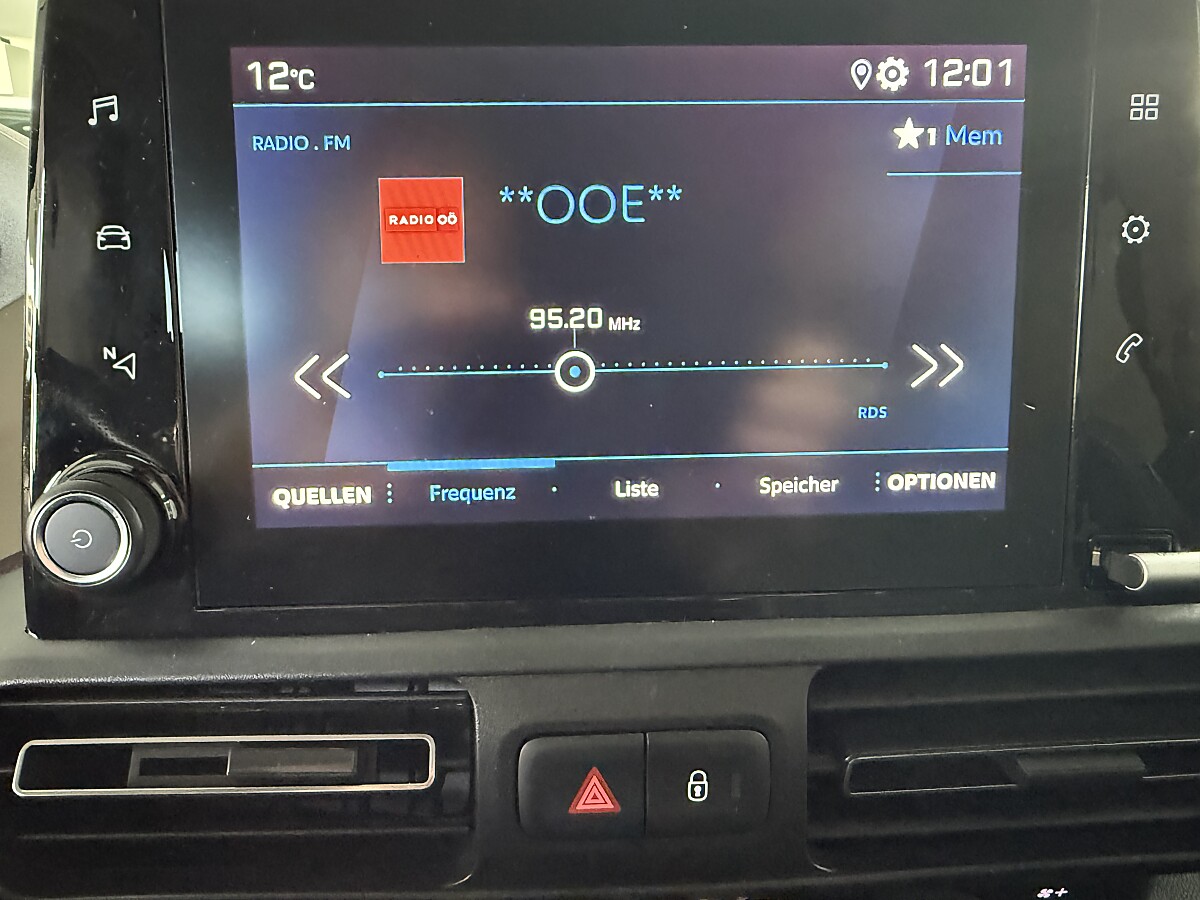 12°C
12:01
RADIO . FM
★1 Mem
RADIO OÖ
**OOE**
95.20 MHz
N
RDS
QUELLEN
Frequenz
Liste
Speicher
OPTIONEN